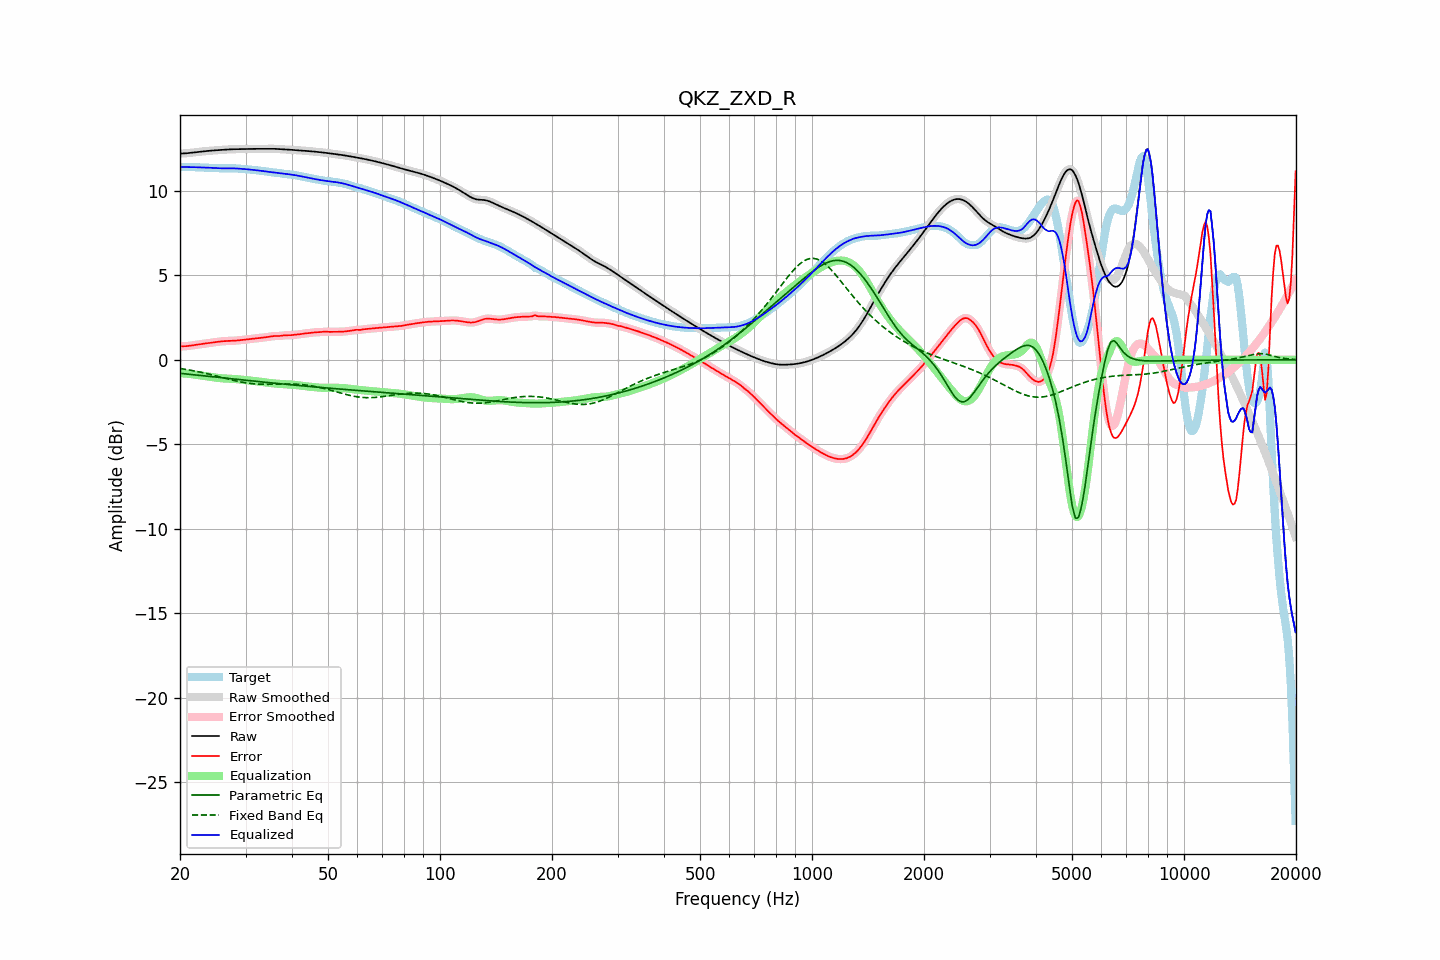 QKZ_ZXD_R
Amplitude (dBr)
10
5
0
−5
−10
−15
−20
−25
Target
Raw Smoothed
Error Smoothed
Raw
Error
Equalization
Parametric Eq
Fixed Band Eq
Equalized
20 50 100 200 500 1000 2000 5000 10000 20000
Frequency (Hz)